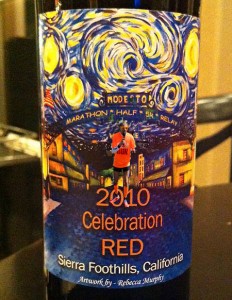 MODESTO
MARATHON * HALF * 5K * RELAY
2010
Celebration
RED
Sierra Foothills, California
Artwork by - Rebecca Murphy